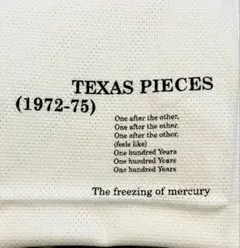 TEXAS PIECES
(1972-75)
One after the other,
One after the other.
One after the other,
(feels like)
One hundred Years
One hundred Years
One hundred Years
The freezing of mercury